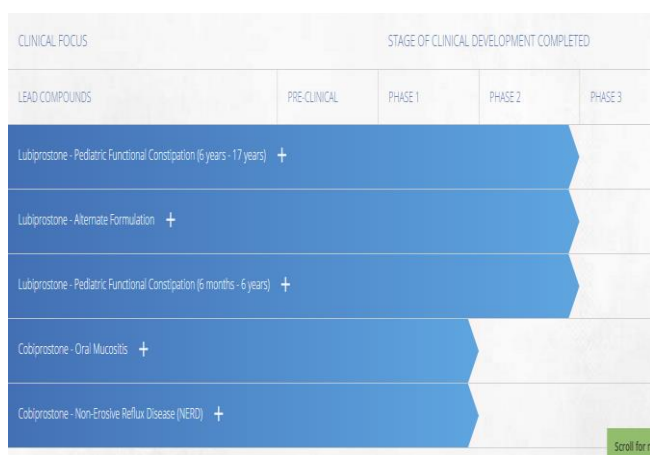 CLINICAL FOCUS STAGE OF CLINICAL DEVELOPMENT COMPLETED
LEAD COMPOUNDS PRE-CLINICAL PHASE 1 PHASE 2 PHASE 3
Lubiprostone - Pediatric Functional Constipation (6 years - 17 years) +
Lubiprostone - Alternate Formulation +
Lubiprostone - Pediatric Functional Constipation (6 months - 6 years) +
Cobiprostone - Oral Mucositis +
Cobiprostone - Non-Erosive Reflux Disease (NERD) +
Scroll for